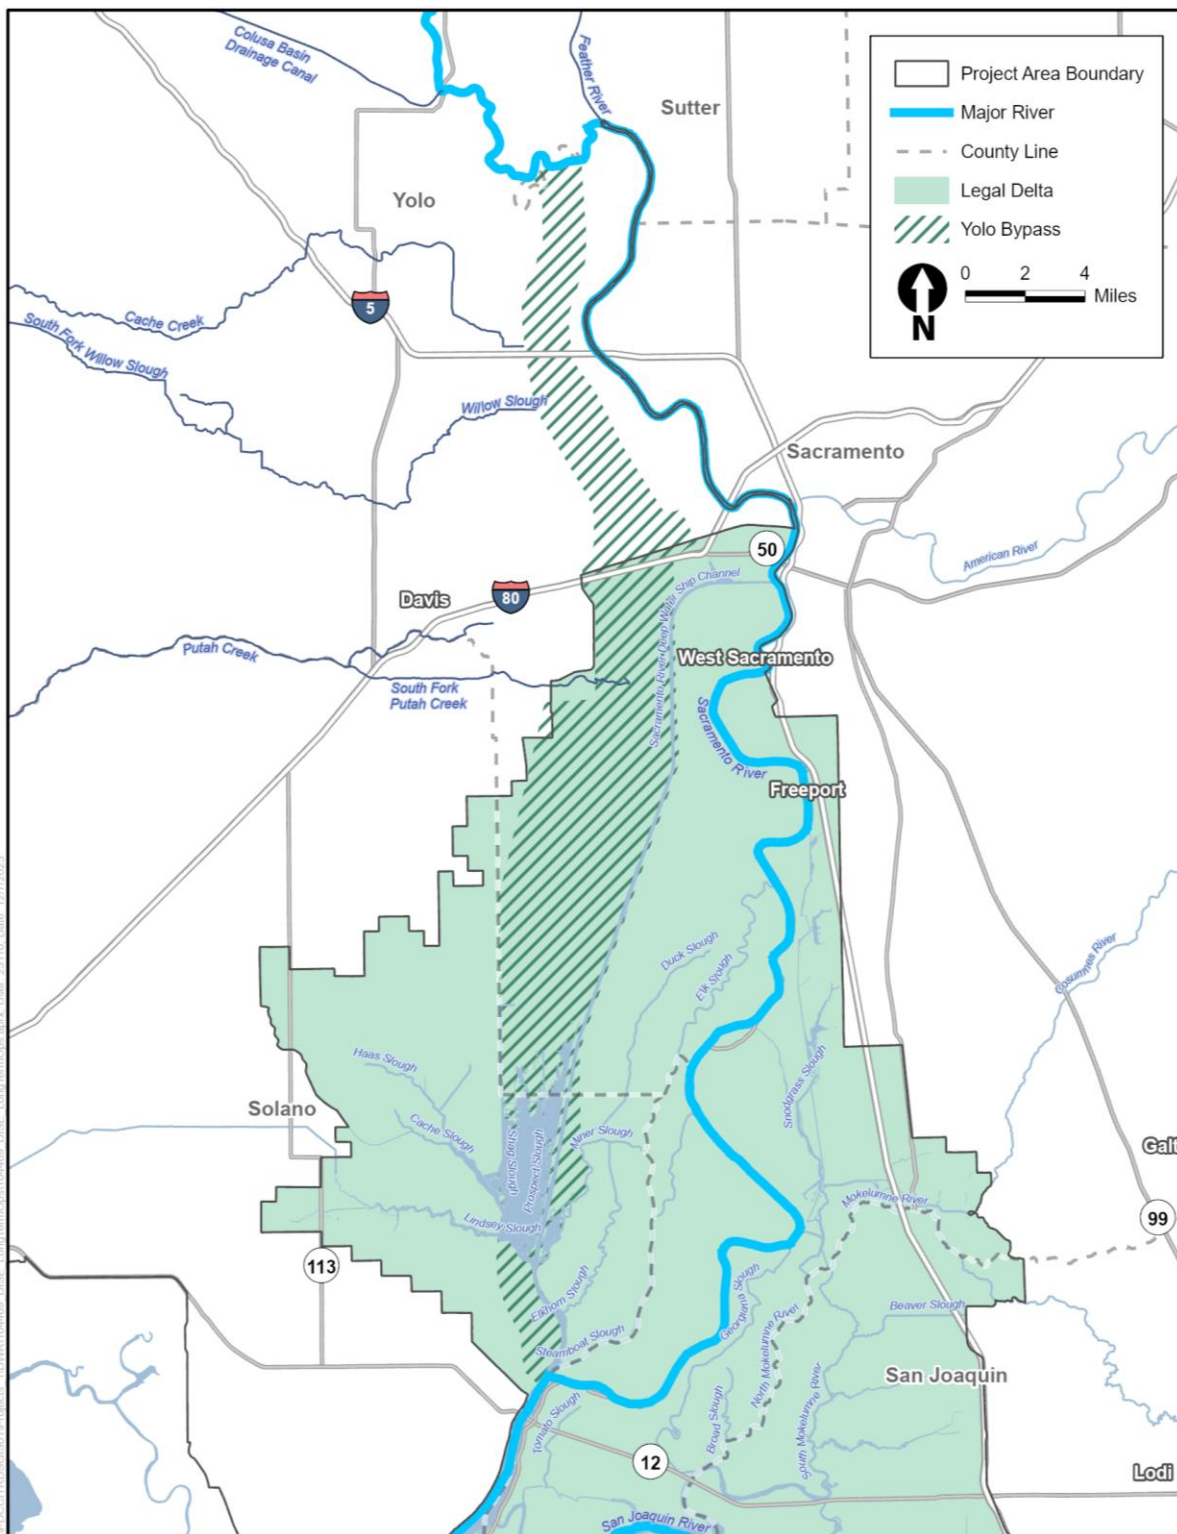 Colusa Basin
Drainage Canal
Feather River
Sutter
Yolo
Project Area Boundary
Major River
County Line
Legal Delta
Yolo Bypass
0 2 4
Miles
N
5
Cache Creek
South Fork Willow Slough
Willow Slough
Sacramento
50
American River
80
Davis
Sacramento River Deep Water Ship Channel
Putah Creek
West Sacramento
South Fork
Putah Creek
Sacramento River
Freeport
Duck Slough
Elk Slough
Cosumnes River
Haas Slough
Snodgrass Slough
Solano
Cache Slough
Shag Slough
Prospect Slough
Miner Slough
Galt
Mokelumne River
Lindsey Slough
99
113
Elkhorn Slough
Georgiana Slough
North Mokelumne River
Beaver Slough
Steamboat Slough
San Joaquin
Tomato Slough
Broad Slough
South Mokelumne River
12
Lodi
San Joaquin River